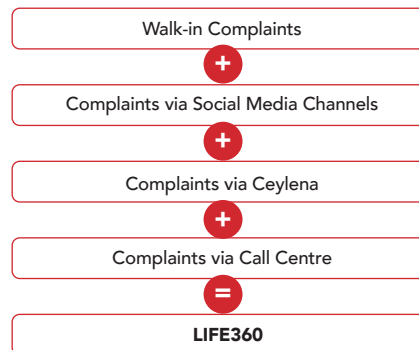 Walk-in Complaints
+
Complaints via Social Media Channels
+
Complaints via Ceylena
+
Complaints via Call Centre
=
LIFE360